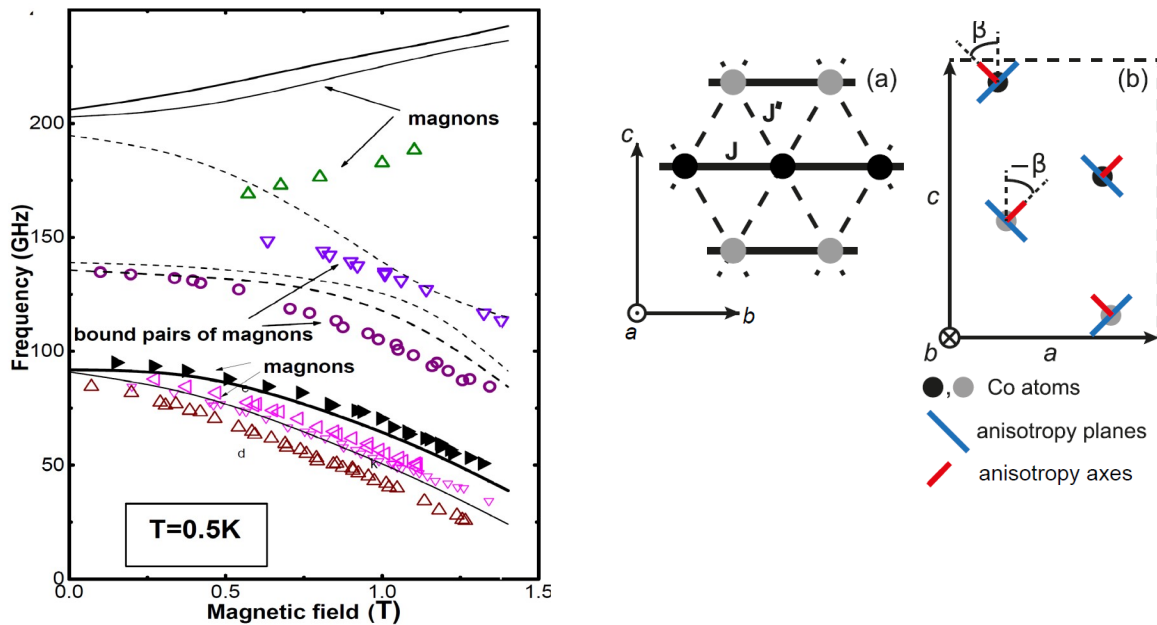 200
150
100
50
0
0.0
0.5
1.0
1.5
Frequency (GHz)
Magnetic field (T)
magnons
bound pairs of magnons
magnons
e
d
k
T=0.5K
(a)
J'
J
c
a
b
(b)
β
−β
c
b
a
Co atoms
anisotropy planes
anisotropy axes